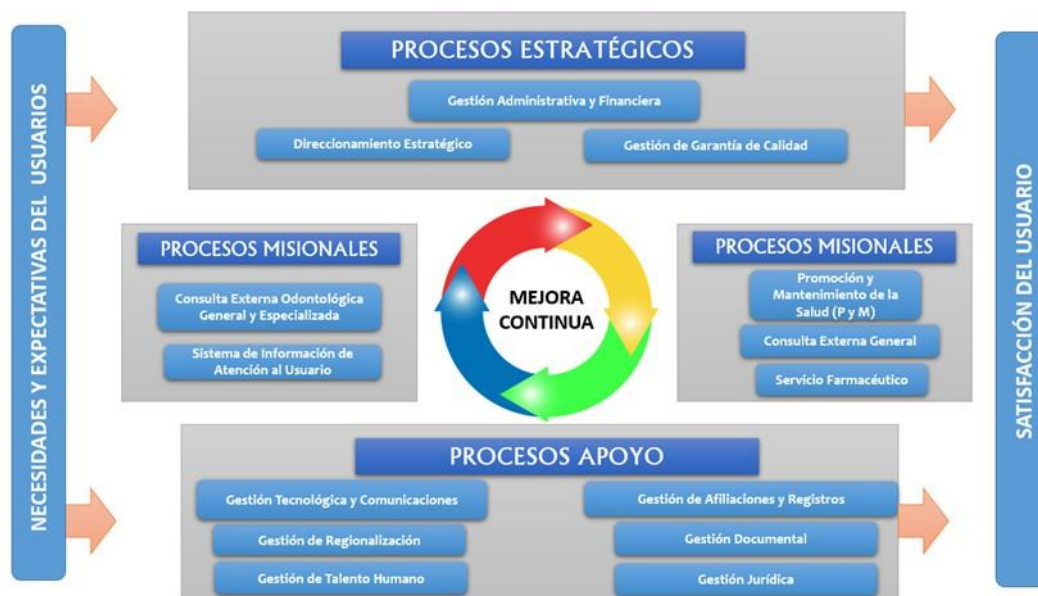 NECESIDADES Y EXPECTATIVAS DEL USUARIOS
PROCESOS ESTRATÉGICOS
Gestión Administrativa y Financiera
Direccionamiento Estratégico
Gestión de Garantía de Calidad
PROCESOS MISIONALES
Consulta Externa Odontológica
General y Especializada
Sistema de Información de
Atención al Usuario
MEJORA
CONTINUA
PROCESOS MISIONALES
Promoción y
Mantenimiento de la
Salud (P y M)
Consulta Externa General
Servicio Farmacéutico
PROCESOS APOYO
Gestión Tecnológica y Comunicaciones
Gestión de Afiliaciones y Registros
Gestión de Regionalización
Gestión Documental
Gestión de Talento Humano
Gestión Jurídica
SATISFACCIÓN DEL USUARIO